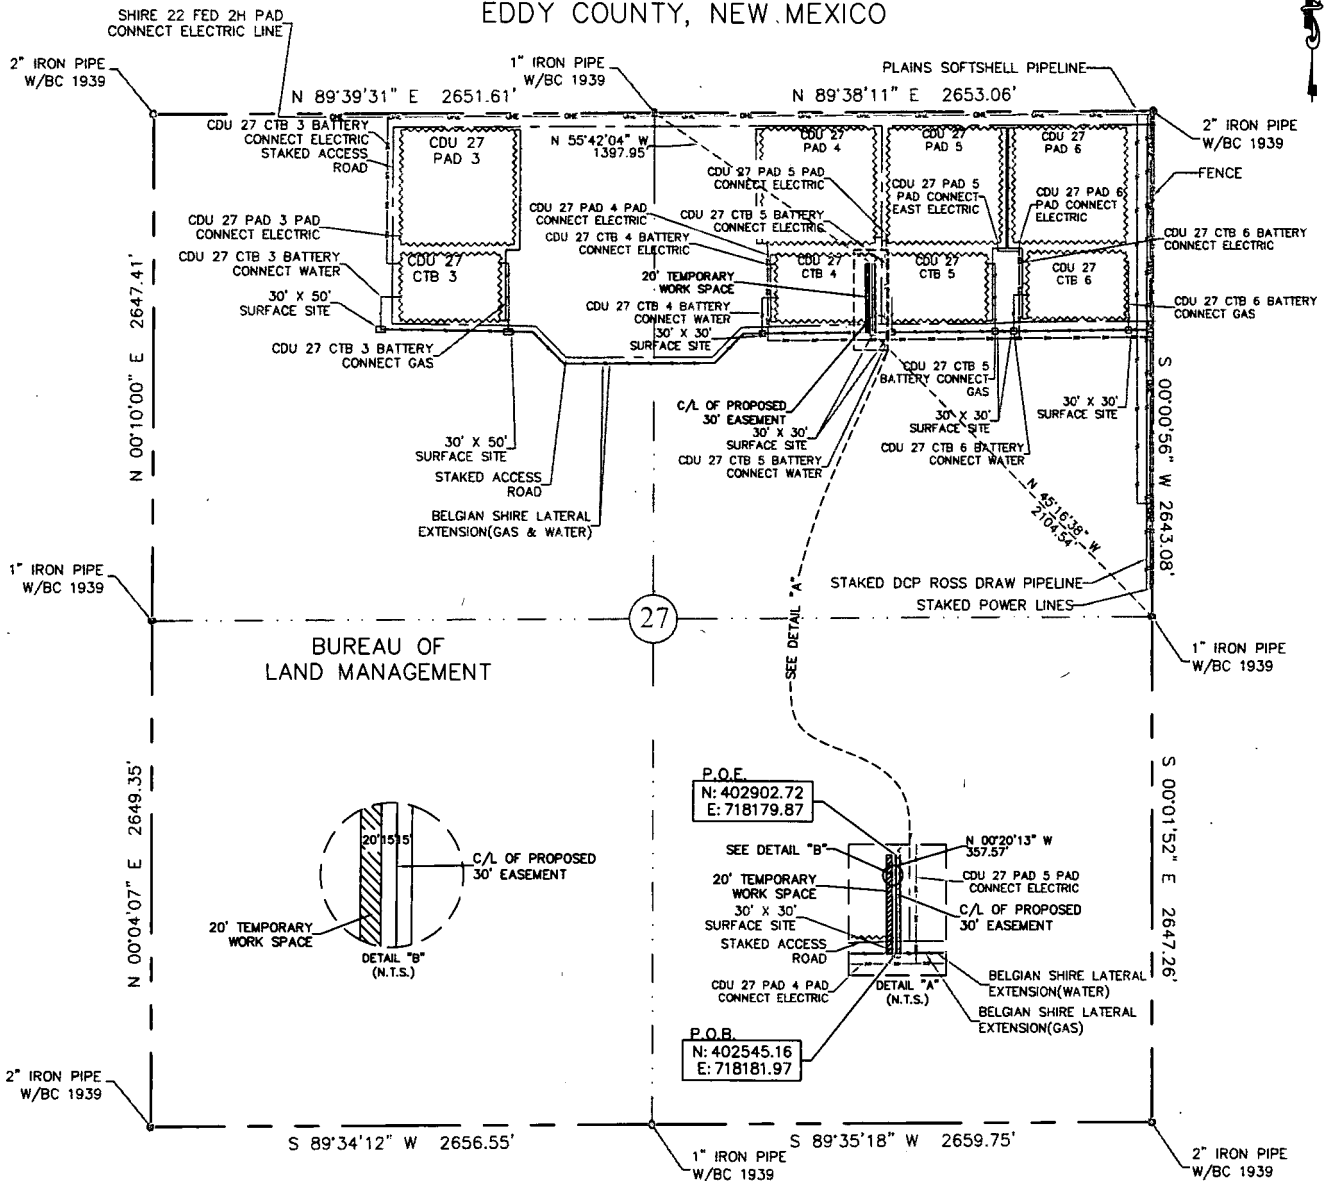 EDDY COUNTY, NEW MEXICO
SHIRE 22 FED 2H PAD
CONNECT ELECTRIC LINE
2" IRON PIPE
W/BC 1939
1" IRON PIPE
W/BC 1939
PLAINS SOFTSHELL PIPELINE
N 89°39'31" E 2651.61'
N 89°38'11" E 2653.06'
2" IRON PIPE
W/BC 1939
FENCE
CDU 27 CTB 3 BATTERY
CONNECT ELECTRIC
STAKED ACCESS
ROAD
CDU 27
PAD 3
N 55°42'04" W
1397.95'
CDU 27
PAD 4
CDU 27
PAD 5
CDU 27
PAD 6
CDU 27 PAD 5 PAD
CONNECT ELECTRIC
CDU 27 PAD 5
PAD CONNECT
EAST ELECTRIC
CDU 27 PAD 6
PAD CONNECT
ELECTRIC
CDU 27 PAD 3 PAD
CONNECT ELECTRIC
CDU 27 PAD 4 PAD
CONNECT ELECTRIC
CDU 27 CTB 5 BATTERY
CONNECT ELECTRIC
CDU 27 CTB 4 BATTERY
CONNECT ELECTRIC
CDU 27 CTB 6 BATTERY
CONNECT ELECTRIC
CDU 27 CTB 3 BATTERY
CONNECT WATER
CDU 27
CTB 3
CDU 27
CTB 4
CDU 27
CTB 5
CDU 27
CTB 6
20' TEMPORARY
WORK SPACE
30' X 50'
SURFACE SITE
CDU 27 CTB 4 BATTERY
CONNECT WATER
30' X 30'
SURFACE SITE
CDU 27 CTB 6 BATTERY
CONNECT GAS
CDU 27 CTB 3 BATTERY
CONNECT GAS
N 00°10'00" E 2647.41'
S 00°00'56" W 2643.08'
CDU 27 CTB 5
BATTERY CONNECT
GAS
C/L OF PROPOSED
30' EASEMENT
30' X 30'
SURFACE SITE
CDU 27 CTB 5 BATTERY
CONNECT WATER
30' X 30'
SURFACE SITE
CDU 27 CTB 6 BATTERY
CONNECT WATER
30' X 30'
SURFACE SITE
30' X 50'
SURFACE SITE
STAKED ACCESS
ROAD
BELGIAN SHIRE LATERAL
EXTENSION(GAS & WATER)
N 45°16'38" W
2104.54'
1" IRON PIPE
W/BC 1939
STAKED DCP ROSS DRAW PIPELINE
STAKED POWER LINES
SEE DETAIL "A"
27
BUREAU OF
LAND MANAGEMENT
1" IRON PIPE
W/BC 1939
N 00°04'07" E 2649.35'
S 00°01'52" E 2647.26'
P.O.E.
N: 402902.72
E: 718179.87
20'15'15'
C/L OF PROPOSED
30' EASEMENT
20' TEMPORARY
WORK SPACE
DETAIL "B"
(N.T.S.)
N 00°20'13" W
357.57'
SEE DETAIL "B"
CDU 27 PAD 5 PAD
CONNECT ELECTRIC
20' TEMPORARY
WORK SPACE
C/L OF PROPOSED
30' EASEMENT
30' X 30'
SURFACE SITE
STAKED ACCESS
ROAD
CDU 27 PAD 4 PAD
CONNECT ELECTRIC
DETAIL "A"
(N.T.S.)
BELGIAN SHIRE LATERAL
EXTENSION(WATER)
BELGIAN SHIRE LATERAL
EXTENSION(GAS)
P.O.B.
N: 402545.16
E: 718181.97
2" IRON PIPE
W/BC 1939
S 89°34'12" W 2656.55'
S 89°35'18" W 2659.75'
1" IRON PIPE
W/BC 1939
2" IRON PIPE
W/BC 1939